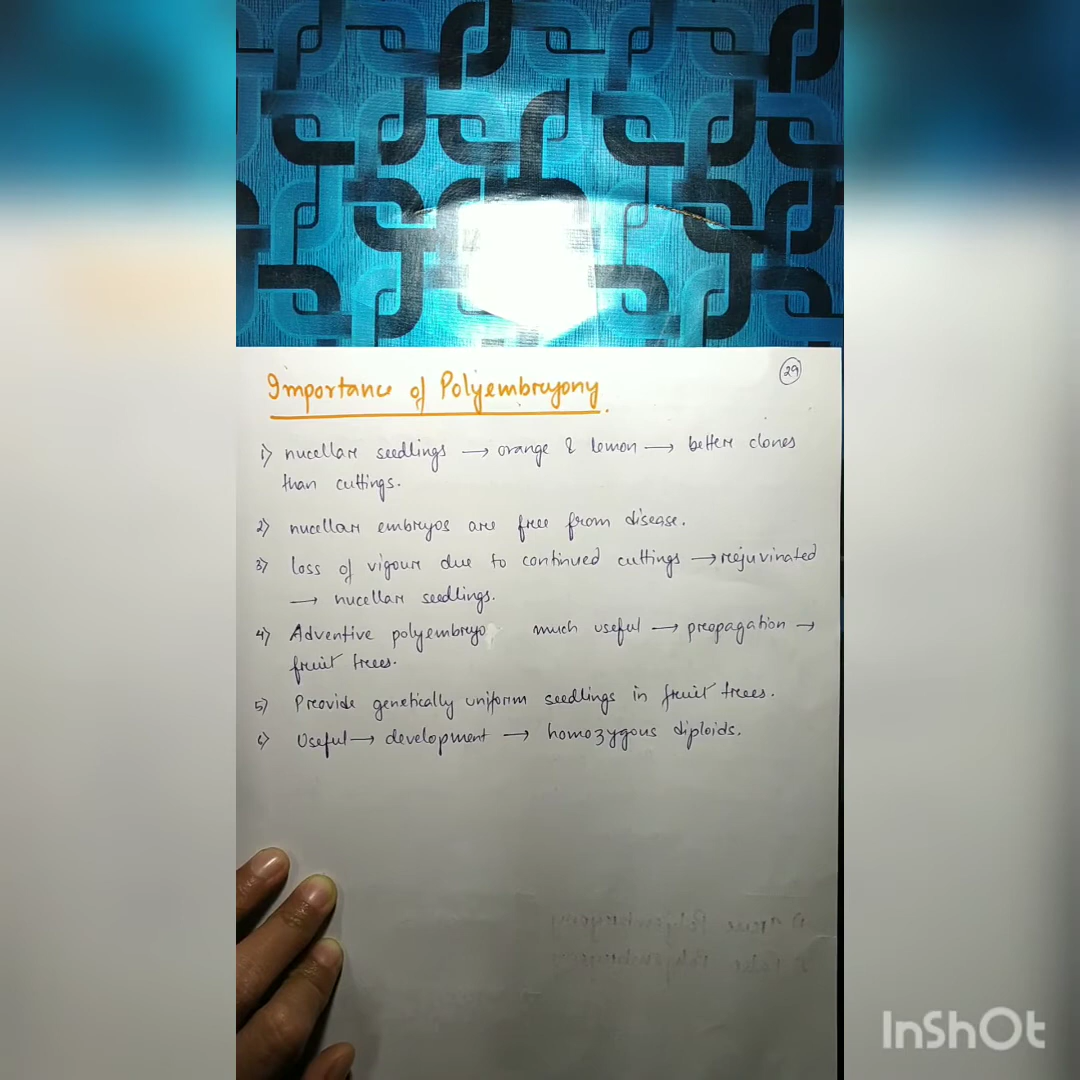 29
Importance of Polyembryony
1) nucellar seedlings → orange & lemon → better clones
than cuttings.
2) nucellar embryos are free from disease.
3) loss of vigour due to continued cuttings → rejuvinated
→ nucellar seedlings.
4) Adventive polyembryo much useful → propagation →
fruit trees.
5) Provide genetically uniform seedlings in fruit trees.
6) Useful → development → homozygous diploids.
InShOt